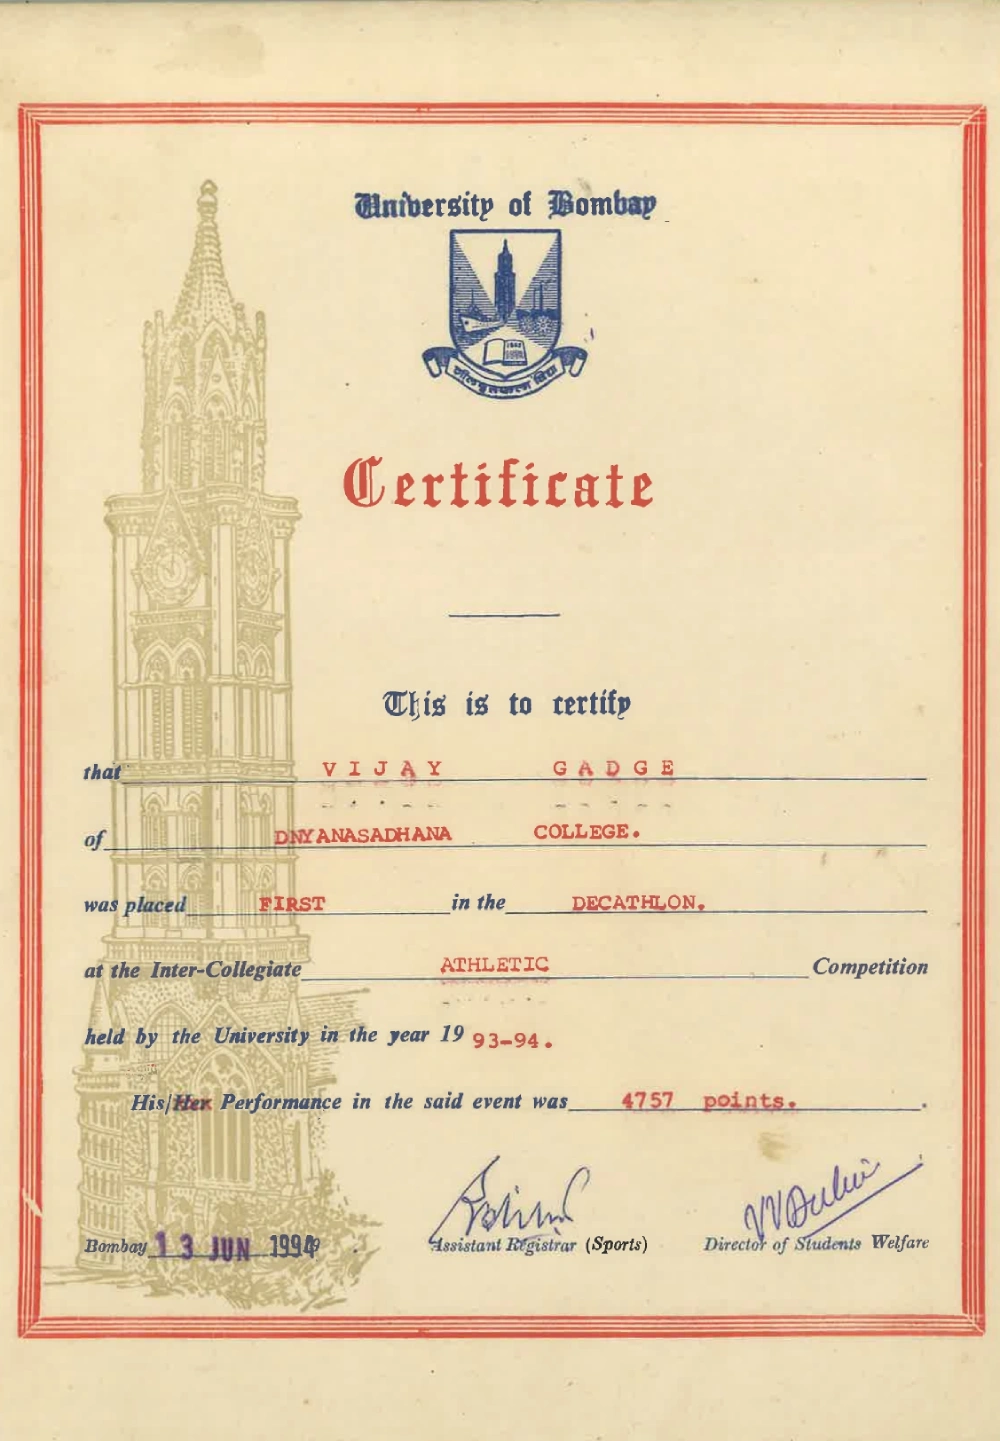 University of Bombay
Certificate
This is to certify
that VIJAY GADGE
of DNYANASADHANA COLLEGE.
was placed FIRST in the DECATHLON.
at the Inter-Collegiate ATHLETIC Competition
held by the University in the year 19 93-94.
His/Her Performance in the said event was 4757 points.
Bombay 13 JUN 1994
Assistant Registrar (Sports)
Director of Students Welfare